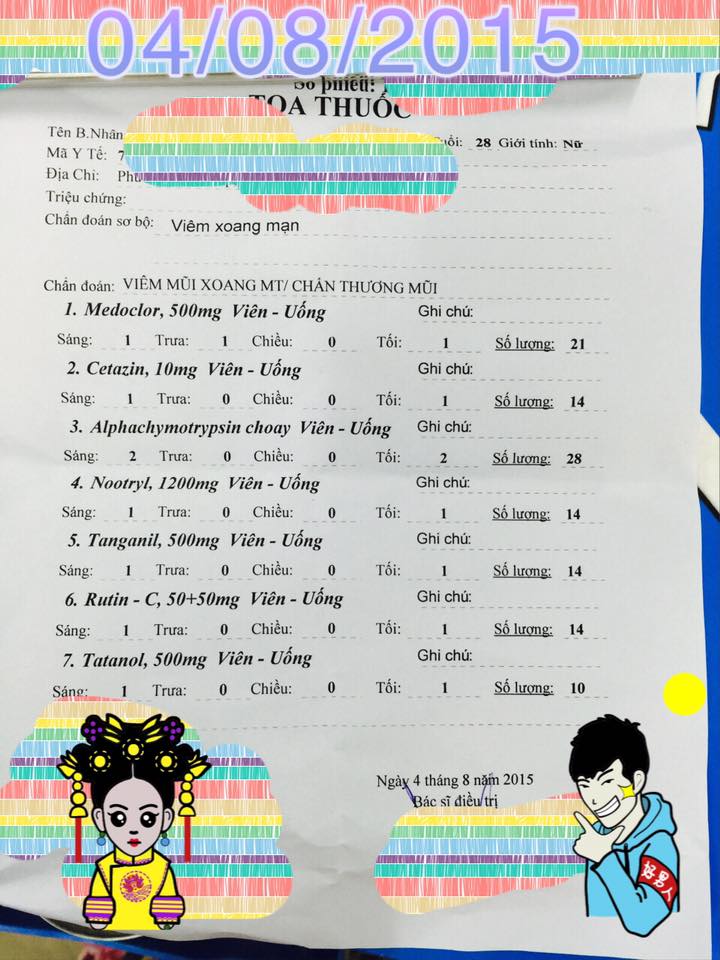 04/08/2015
Số phiếu:
TOA THUỐC
Tên B.Nhân Tuổi: 28 Giới tính: Nữ
Mã Y Tế: 7
Địa Chỉ:
Triệu chứng:
Chẩn đoán sơ bộ: Viêm xoang mạn
Chẩn đoán: VIÊM MŨI XOANG MT/ CHẤN THƯƠNG MŨI
1. Medoclor, 500mg Viên - Uống Ghi chú:
Sáng: 1 Trưa: 1 Chiều: 0 Tối: 1 Số lượng: 21
2. Cetazin, 10mg Viên - Uống Ghi chú:
Sáng: 1 Trưa: 0 Chiều: 0 Tối: 1 Số lượng: 14
3. Alphachymotrypsin choay Viên - Uống Ghi chú:
Sáng: 2 Trưa: 0 Chiều: 0 Tối: 2 Số lượng: 28
4. Nootryl, 1200mg Viên - Uống Ghi chú:
Sáng: 1 Trưa: 0 Chiều: 0 Tối: 1 Số lượng: 14
5. Tanganil, 500mg Viên - Uống Ghi chú:
Sáng: 1 Trưa: 0 Chiều: 0 Tối: 1 Số lượng: 14
6. Rutin - C, 50+50mg Viên - Uống Ghi chú:
Sáng: 1 Trưa: 0 Chiều: 0 Tối: 1 Số lượng: 14
7. Tatanol, 500mg Viên - Uống Ghi chú:
Sáng: 1 Trưa: 0 Chiều: 0 Tối: 1 Số lượng: 10
Ngày 4 tháng 8 năm 2015
Bác sĩ điều trị
好男人